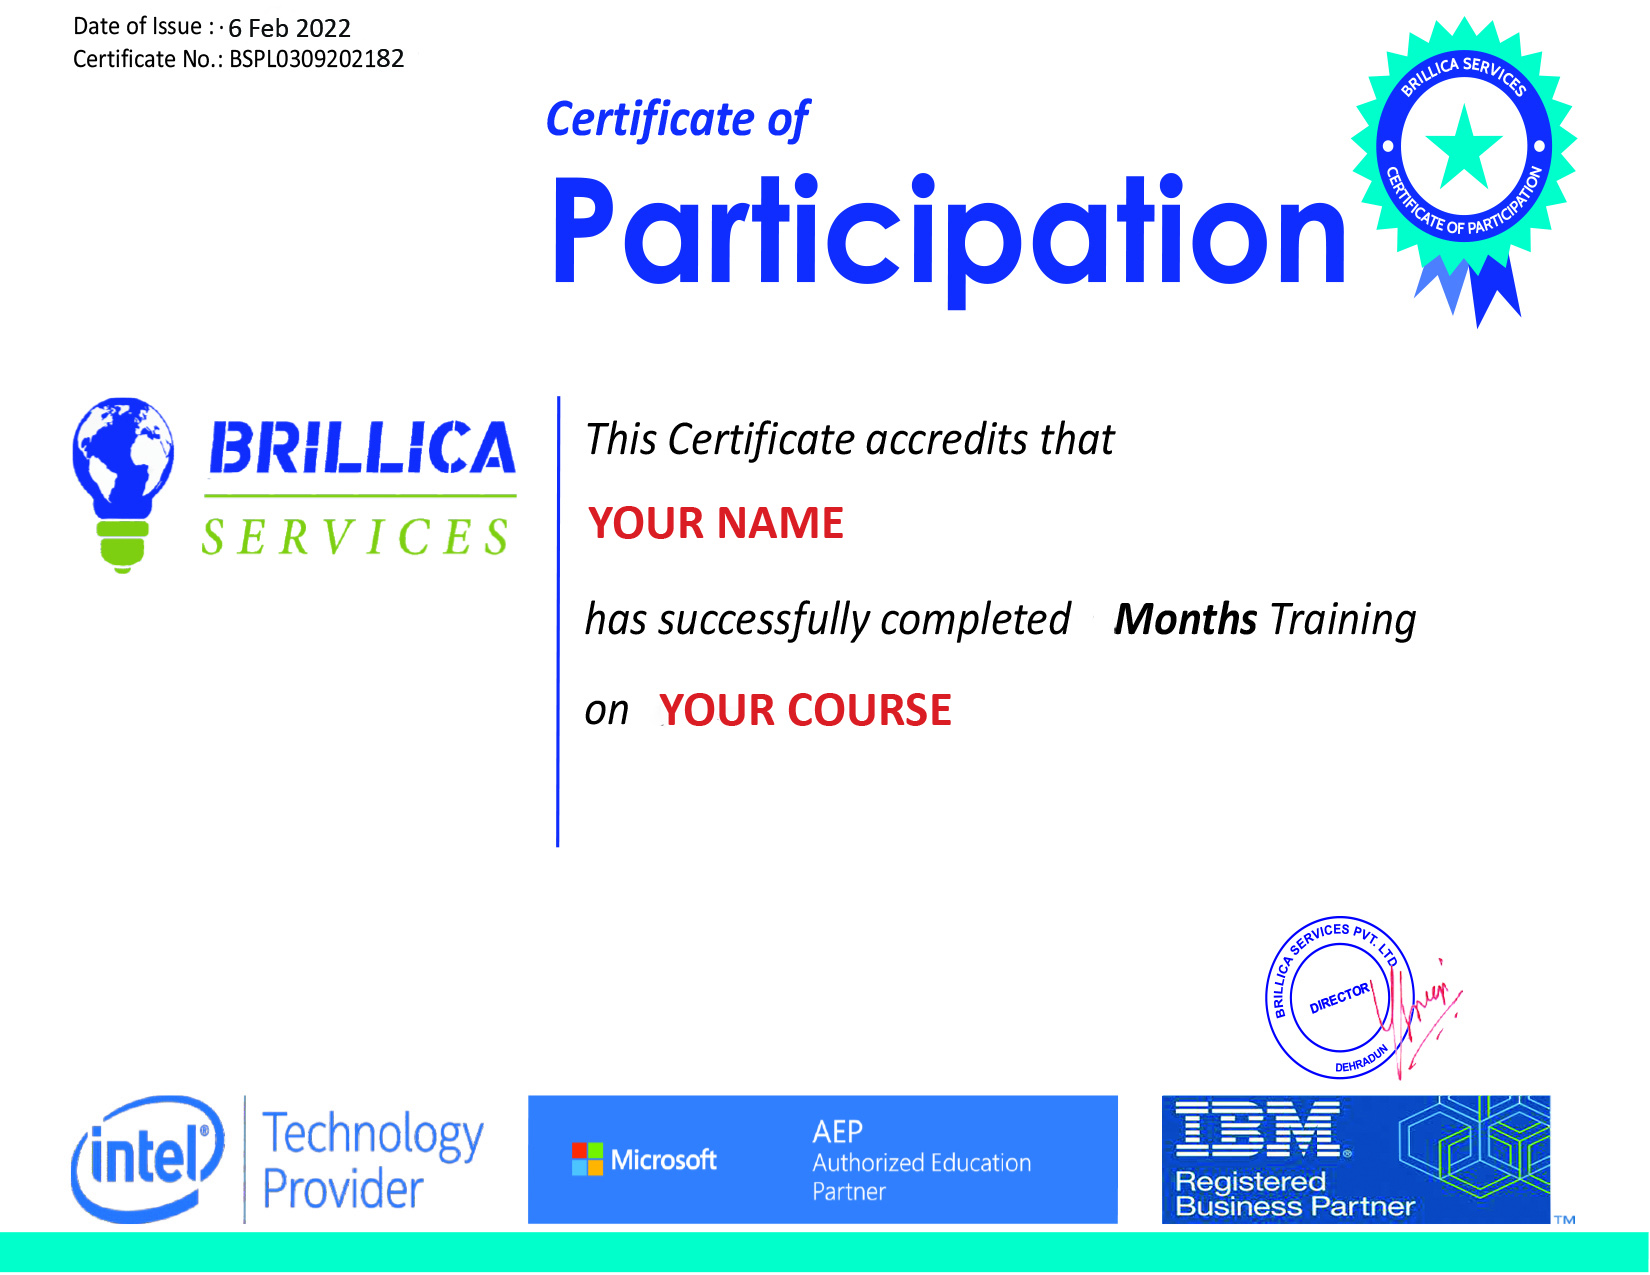 Date of Issue : · 6 Feb 2022
Certificate No.: BSPL0309202182
Certificate of
Participation
BRILLICA SERVICES
CERTIFICATE OF PARTICIPATION
BRILLICA
SERVICES
This Certificate accredits that
YOUR NAME
has successfully completed Months Training
on YOUR COURSE
BRILLICA SERVICES PVT. LTD
DIRECTOR
DEHRADUN
intel®
Technology
Provider
Microsoft
AEP
Authorized Education
Partner
IBM®
Registered
Business Partner
TM